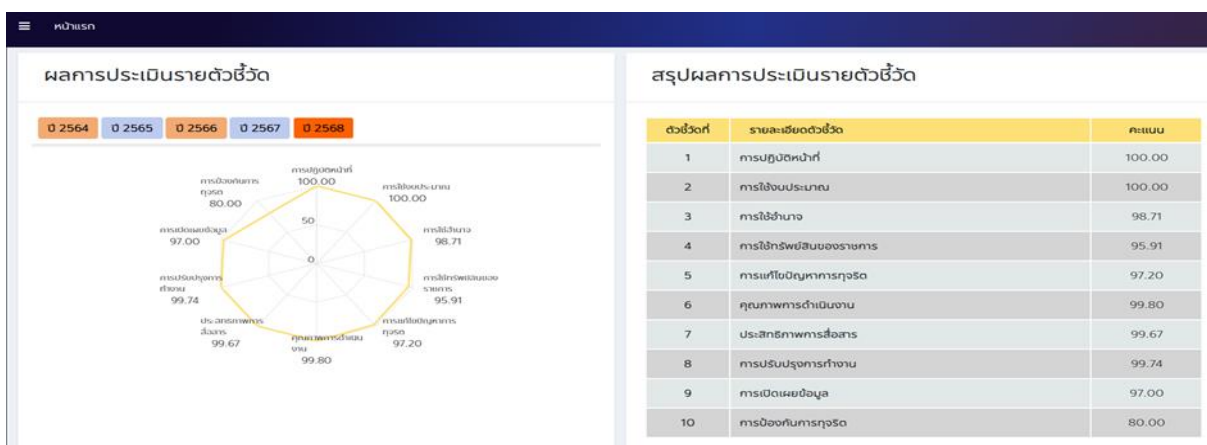 หน้าแรก
ผลการประเมินรายตัวชี้วัด
ปี 2564 ปี 2565 ปี 2566 ปี 2567 ปี 2568
การปฏิบัติหน้าที่
100.00
การใช้งบประมาณ
100.00
การใช้อำนาจ
98.71
การใช้ทรัพย์สินของ
ราชการ
95.91
การแก้ไขปัญหาการ
ทุจริต
97.20
คุณภาพการดำเนิน
งาน
99.80
ประสิทธิภาพการ
สื่อสาร
99.67
การปรับปรุงการ
ทำงาน
99.74
การเปิดเผยข้อมูล
97.00
การป้องกันการ
ทุจริต
80.00
50
0
สรุปผลการประเมินรายตัวชี้วัด
ตัวชี้วัดที่ รายละเอียดตัวชี้วัด คะแนน
1 การปฏิบัติหน้าที่ 100.00
2 การใช้งบประมาณ 100.00
3 การใช้อำนาจ 98.71
4 การใช้ทรัพย์สินของราชการ 95.91
5 การแก้ไขปัญหาการทุจริต 97.20
6 คุณภาพการดำเนินงาน 99.80
7 ประสิทธิภาพการสื่อสาร 99.67
8 การปรับปรุงการทำงาน 99.74
9 การเปิดเผยข้อมูล 97.00
10 การป้องกันการทุจริต 80.00